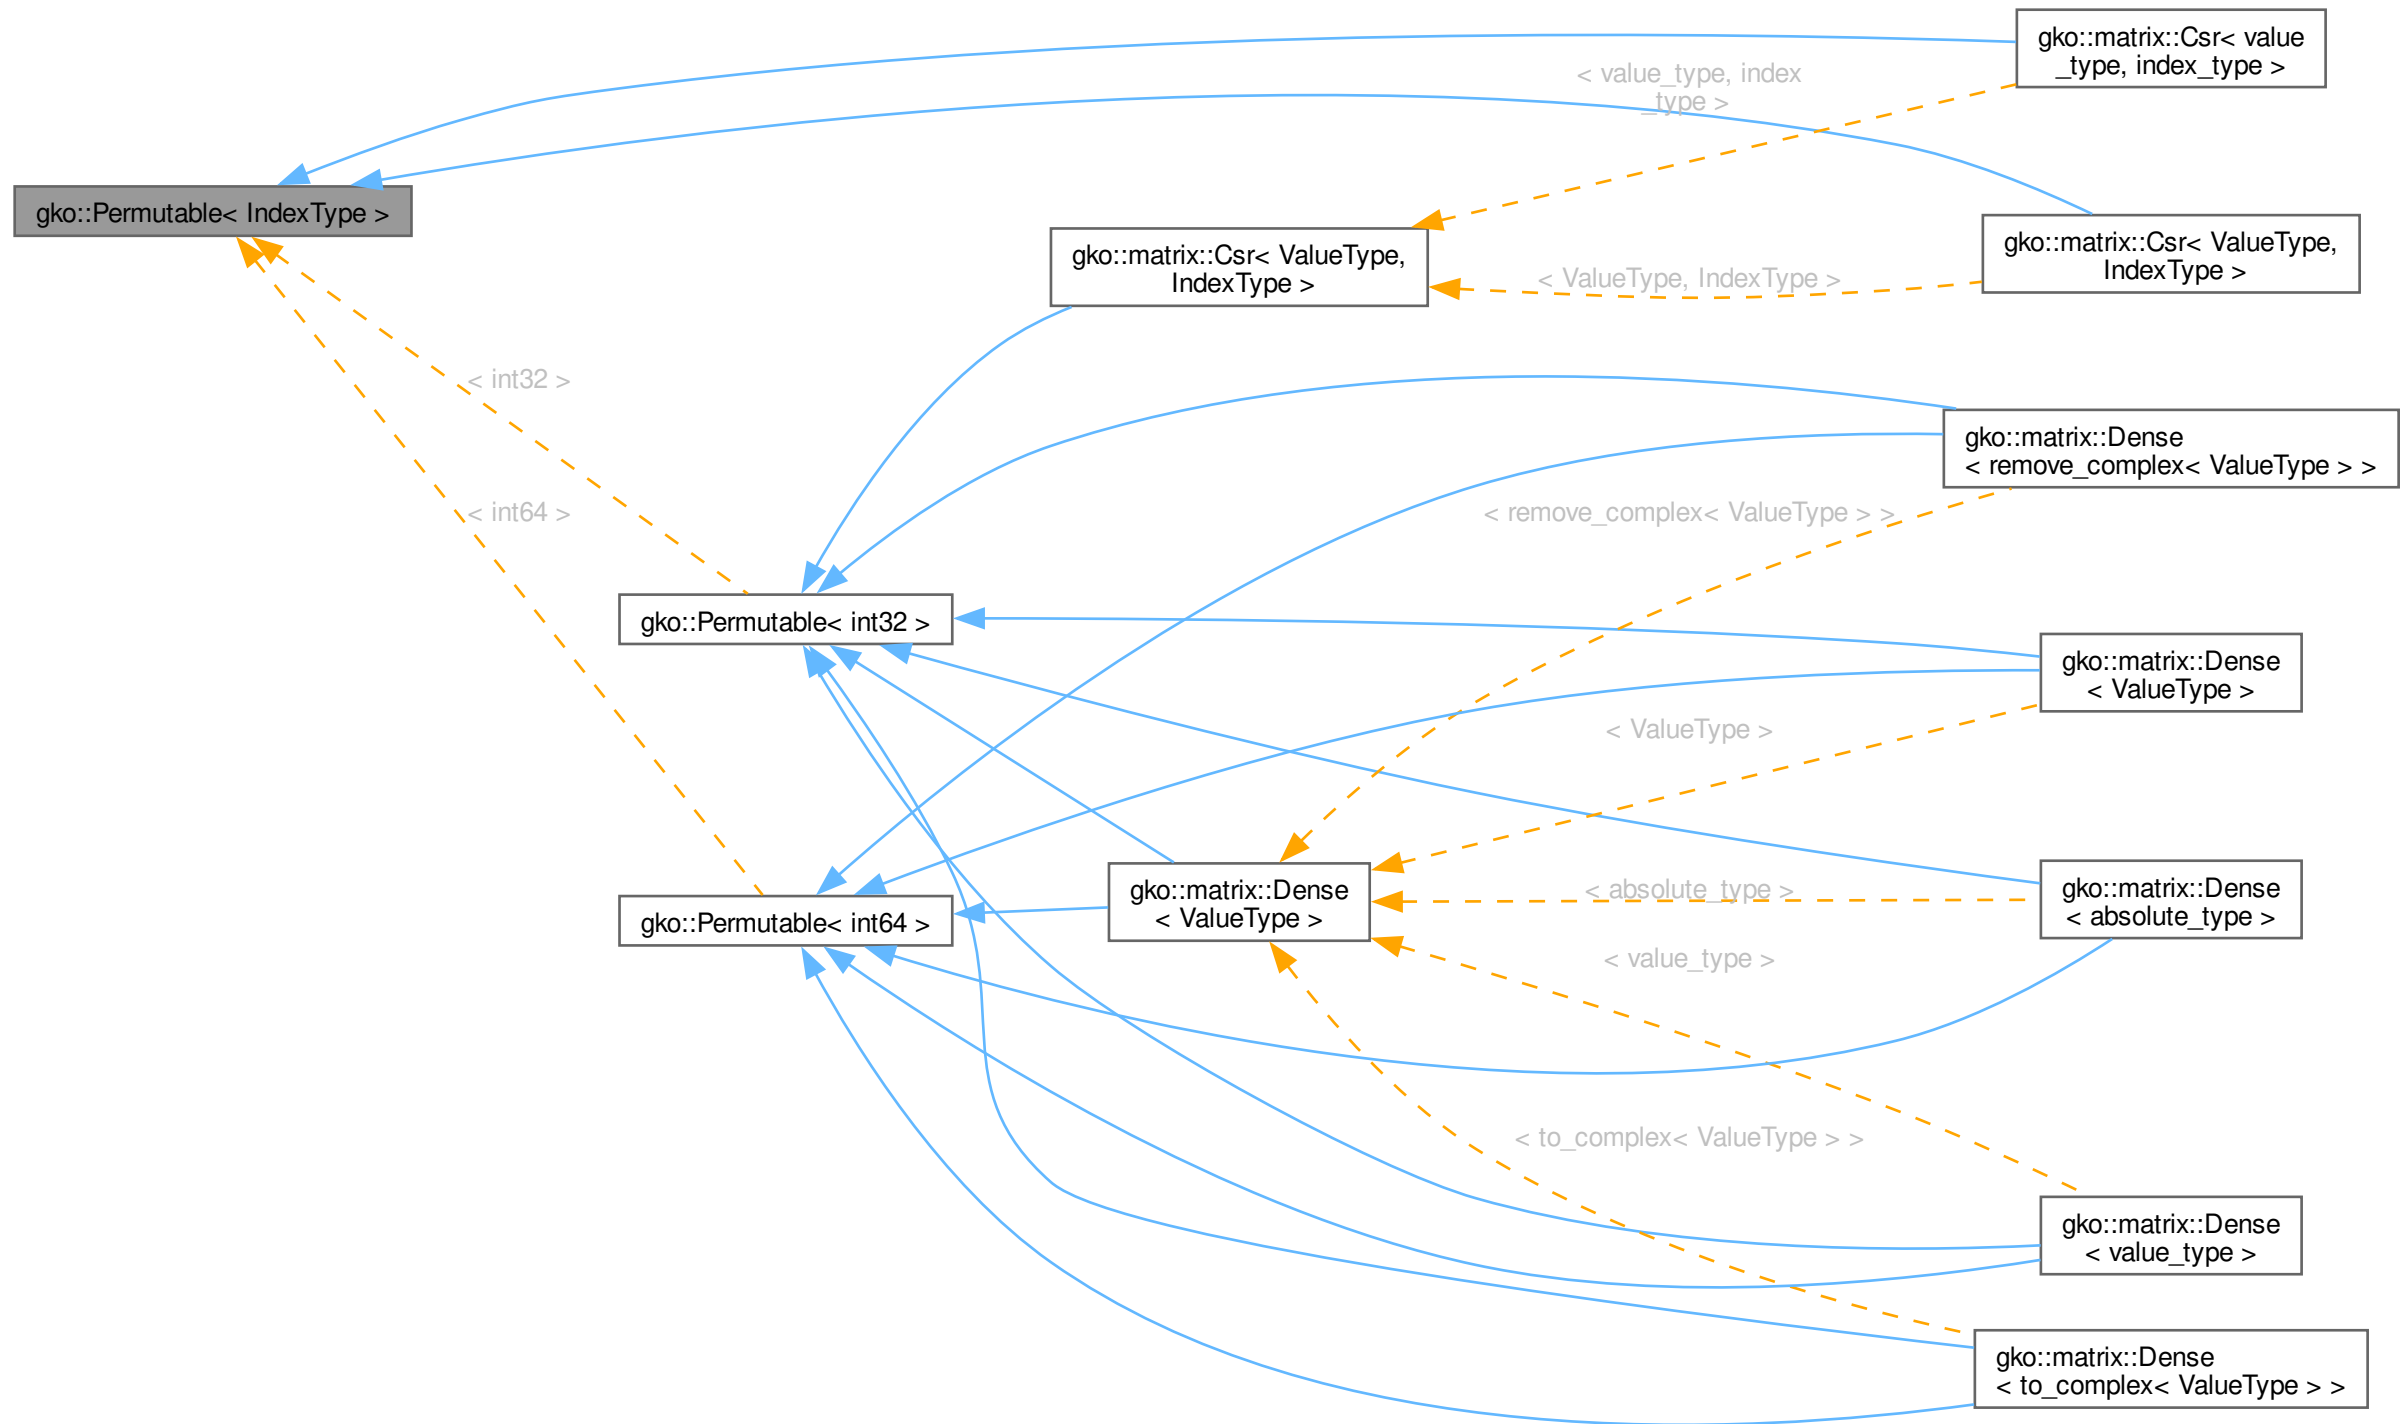 gko::matrix::Csr< value
_type, index_type >
< value_type, index
_type >
gko::Permutable< IndexType >
gko::matrix::Csr< ValueType,
IndexType >
gko::matrix::Csr< ValueType,
IndexType >
< ValueType, IndexType >
< int32 >
gko::matrix::Dense
< remove_complex< ValueType > >
< int64 >
< remove_complex< ValueType > >
gko::Permutable< int32 >
gko::matrix::Dense
< ValueType >
< ValueType >
gko::Permutable< int64 >
gko::matrix::Dense
< ValueType >
< absolute_type >
gko::matrix::Dense
< absolute_type >
< value_type >
< to_complex< ValueType > >
gko::matrix::Dense
< value_type >
gko::matrix::Dense
< to_complex< ValueType > >